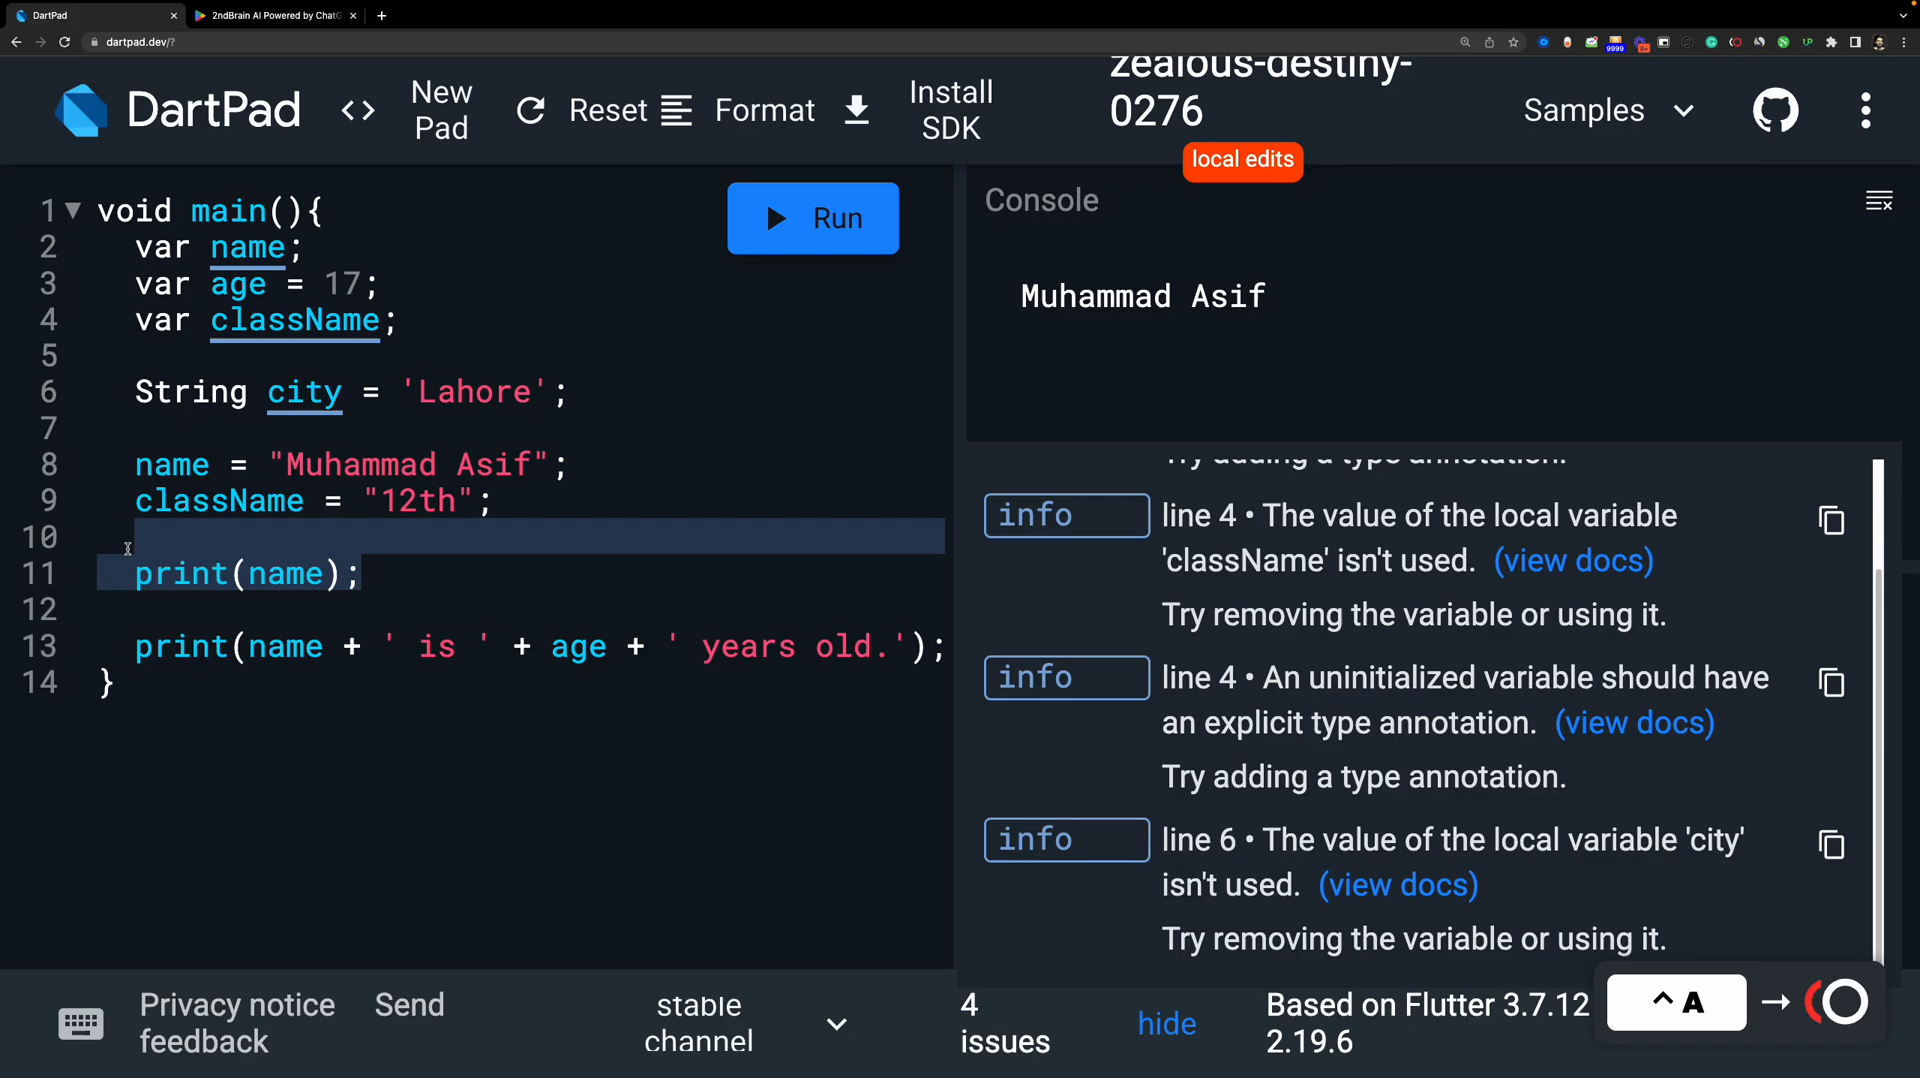 DartPad
2ndBrain AI Powered by ChatG
dartpad.dev/?
9999
9+
DartPad
<> New Pad
Reset
Format
Install SDK
zealous-destiny-0276
local edits
Samples
1 void main(){
2 var name;
3 var age = 17;
4 var className;
5
6 String city = 'Lahore';
7
8 name = "Muhammad Asif";
9 className = "12th";
10
11 print(name);
12
13 print(name + ' is ' + age + ' years old.');
14 }
Run
Console
Muhammad Asif
Try adding a type annotation.
info line 4 • The value of the local variable
'className' isn't used. (view docs)
Try removing the variable or using it.
info line 4 • An uninitialized variable should have
an explicit type annotation. (view docs)
Try adding a type annotation.
info line 6 • The value of the local variable 'city'
isn't used. (view docs)
Try removing the variable or using it.
Privacy notice
Send
feedback
stable
channel
4
issues
hide
Based on Flutter 3.7.12
2.19.6
^ A →